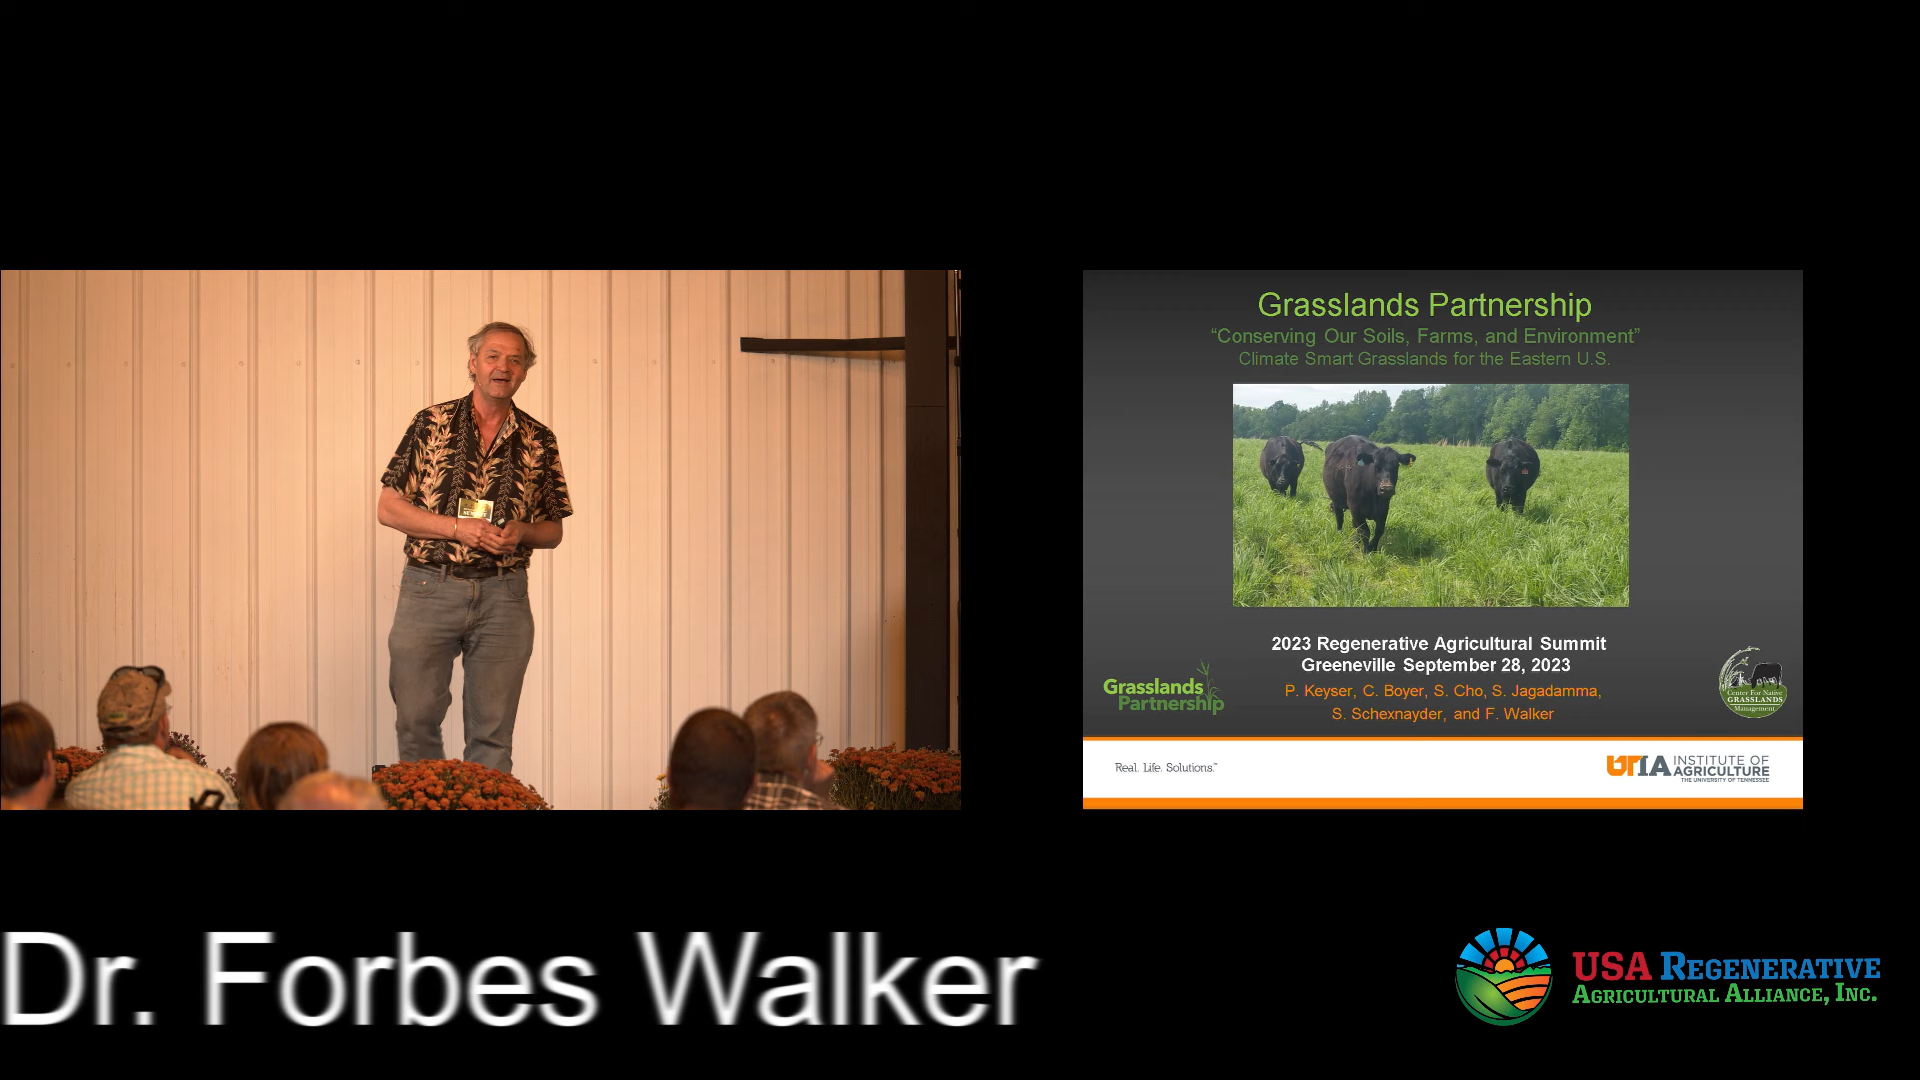 Grasslands Partnership
“Conserving Our Soils, Farms, and Environment”
Climate Smart Grasslands for the Eastern U.S.
2023 Regenerative Agricultural Summit
Greeneville September 28, 2023
P. Keyser, C. Boyer, S. Cho, S. Jagadamma,
S. Schexnayder, and F. Walker
Grasslands
Partnership
Center For Native
GRASSLANDS
Management
Real. Life. Solutions.™
UTIA INSTITUTE OF
AGRICULTURE
THE UNIVERSITY OF TENNESSEE
Dr. Forbes Walker
USA REGENERATIVE
AGRICULTURAL ALLIANCE, INC.